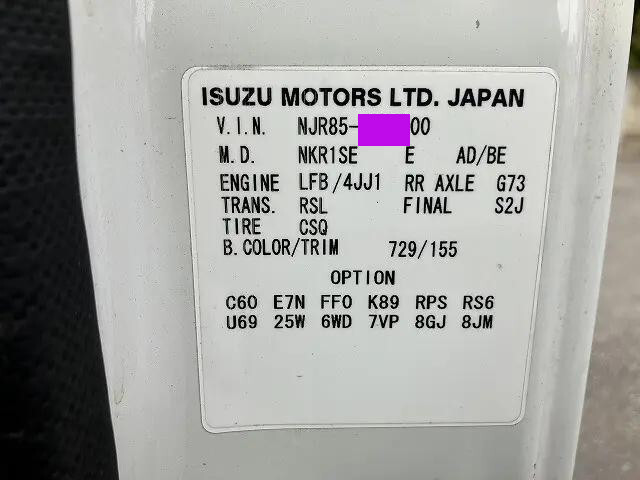 ISUZU MOTORS LTD. JAPAN
V.I.N. NJR85- 00
M.D. NKR1SE E AD/BE
ENGINE LFB/4JJ1 RR AXLE G73
TRANS. RSL FINAL S2J
TIRE CSQ
B.COLOR/TRIM 729/155
OPTION
C60 E7N FF0 K89 RPS RS6
U69 25W 6WD 7VP 8GJ 8JM